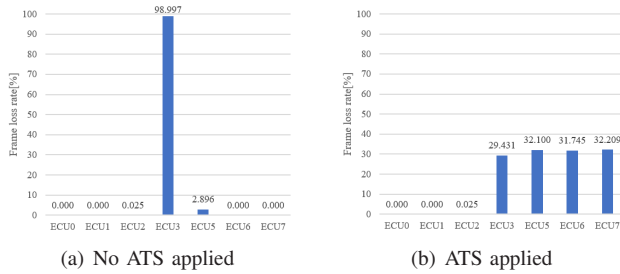 Frame loss rate[%]
100
90
80
70
60
50
40
30
20
10
0
0.000 0.000 0.025 98.997 2.896 0.000 0.000
ECU0 ECU1 ECU2 ECU3 ECU5 ECU6 ECU7
(a) No ATS applied
Frame loss rate[%]
100
90
80
70
60
50
40
30
20
10
0
0.000 0.000 0.025 29.431 32.100 31.745 32.209
ECU0 ECU1 ECU2 ECU3 ECU5 ECU6 ECU7
(b) ATS applied